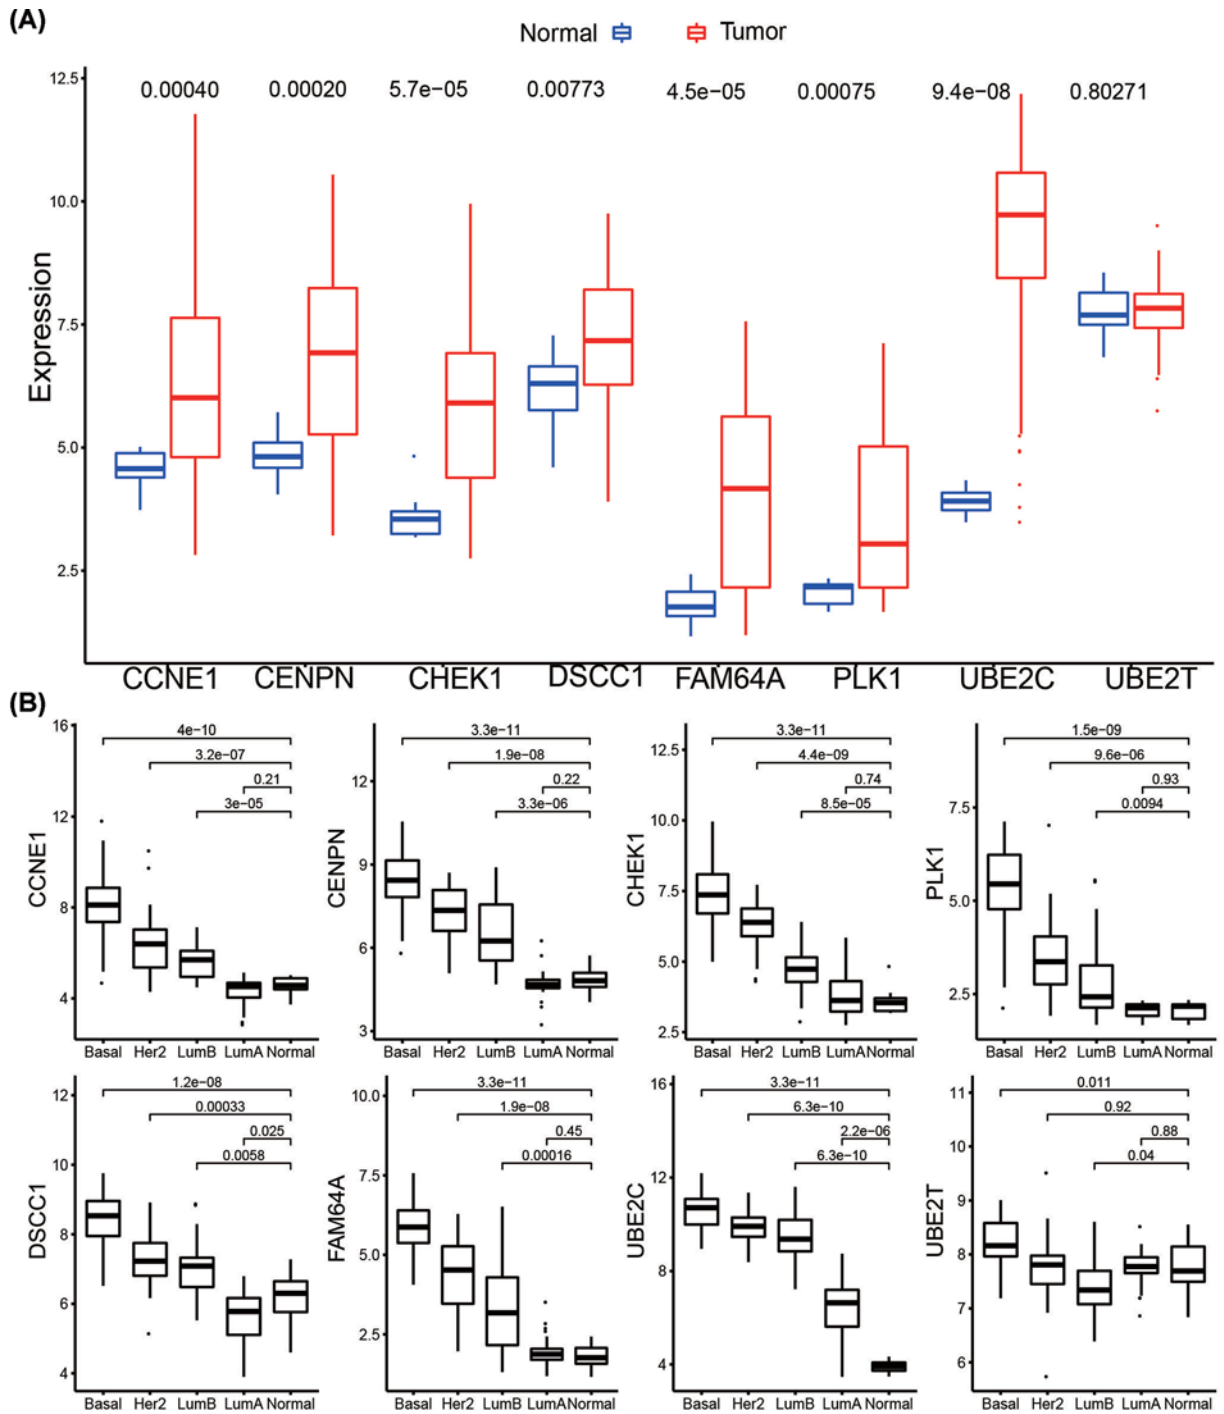 (A)
Normal Tumor
12.5
0.00040 0.00020 5.7e−05 0.00773 4.5e−05 0.00075 9.4e−08 0.80271
10.0
7.5
5.0
2.5
Expression
CCNE1 CENPN CHEK1 DSCC1 FAM64A PLK1 UBE2C UBE2T
(B)
CCNE1
16
12
8
4
4e−10
3.2e−07
0.21
3e−05
Basal Her2 LumB LumA Normal
CENPN
12
9
6
3
3.3e−11
1.9e−08
0.22
3.3e−06
Basal Her2 LumB LumA Normal
CHEK1
12.5
10.0
7.5
5.0
2.5
3.3e−11
4.4e−09
0.74
8.5e−05
Basal Her2 LumB LumA Normal
PLK1
7.5
5.0
2.5
1.5e−09
9.6e−06
0.93
0.0094
Basal Her2 LumB LumA Normal
DSCC1
12
10
8
6
4
1.2e−08
0.00033
0.025
0.0058
Basal Her2 LumB LumA Normal
FAM64A
10.0
7.5
5.0
2.5
3.3e−11
1.9e−08
0.45
0.00016
Basal Her2 LumB LumA Normal
UBE2C
16
12
8
4
3.3e−11
6.3e−10
2.2e−06
6.3e−10
Basal Her2 LumB LumA Normal
UBE2T
11
10
9
8
7
6
0.011
0.92
0.88
0.04
Basal Her2 LumB LumA Normal